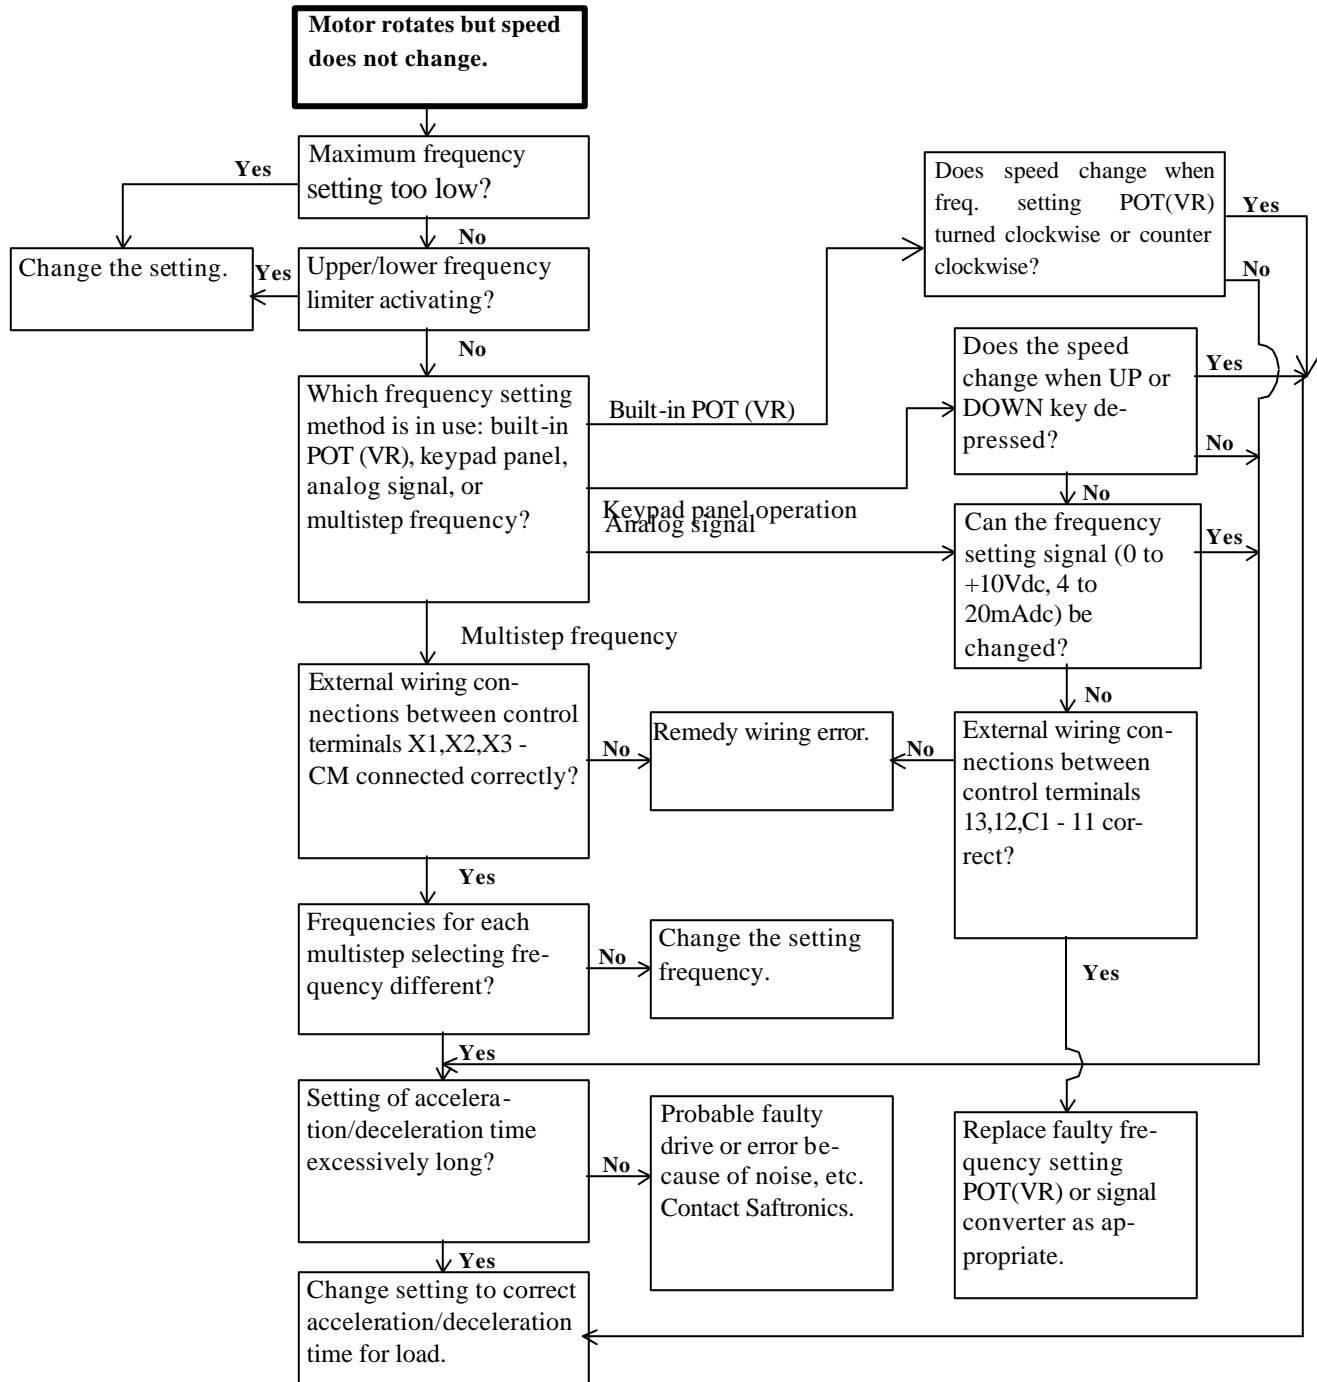 Motor rotates but speed
does not change.
Yes
Maximum frequency
setting too low?
No
Change the setting.
Yes
Upper/lower frequency
limiter activating?
No
Which frequency setting
method is in use: built-in
POT (VR), keypad panel,
analog signal, or
multistep frequency?
Built-in POT (VR)
Keypad panel operation
Analog signal
Multistep frequency
Does speed change when
freq. setting POT(VR)
turned clockwise or counter
clockwise?
Yes
No
Does the speed
change when UP or
DOWN key de-
pressed?
Yes
No
No
Can the frequency
setting signal (0 to
+10Vdc, 4 to
20mAdc) be
changed?
Yes
No
External wiring con-
nections between control
terminals X1,X2,X3 -
CM connected correctly?
No
Remedy wiring error.
No
External wiring con-
nections between
control terminals
13,12,C1 - 11 cor-
rect?
Yes
Yes
Frequencies for each
multistep selecting fre-
quency different?
No
Change the setting
frequency.
Yes
Setting of accelera-
tion/deceleration time
excessively long?
No
Probable faulty
drive or error be-
cause of noise, etc.
Contact Saftronics.
Replace faulty fre-
quency setting
POT(VR) or signal
converter as ap-
propriate.
Yes
Change setting to correct
acceleration/deceleration
time for load.